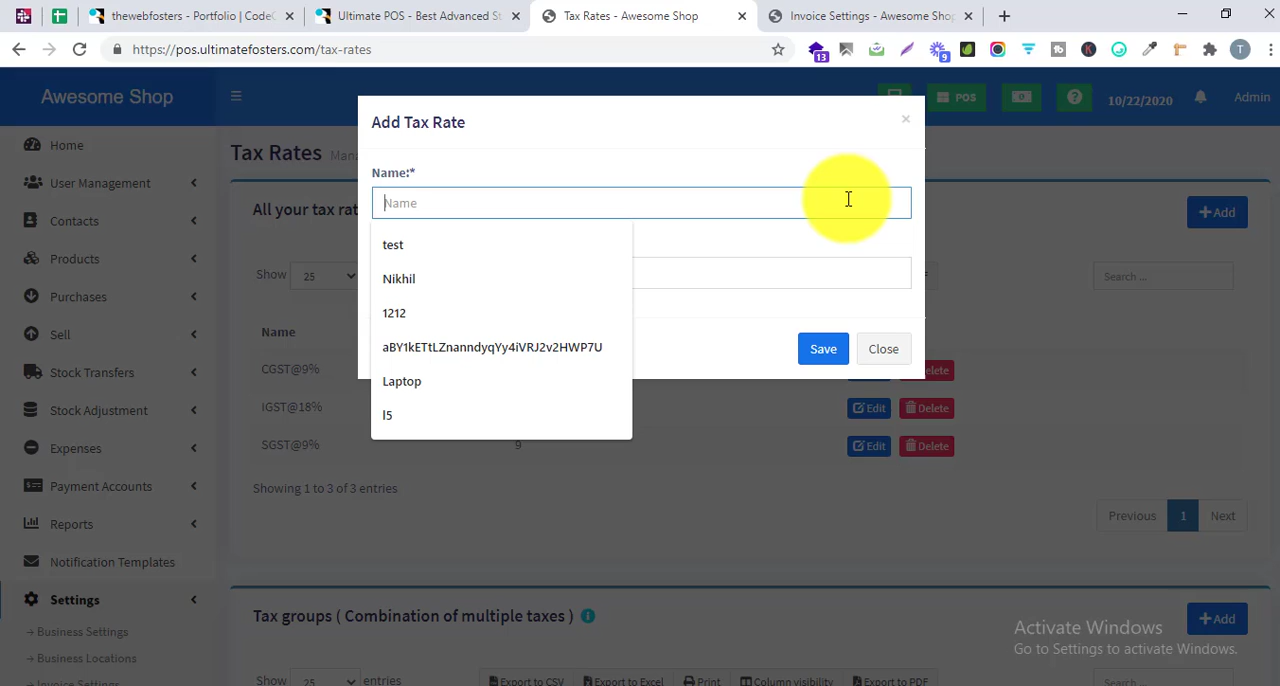 thewebfosters - Portfolio | CodeC
Ultimate POS - Best Advanced St
Tax Rates - Awesome Shop
Invoice Settings - Awesome Shop
https://pos.ultimatefosters.com/tax-rates
13
9
tb
K
T
Awesome Shop
POS
10/22/2020
Admin
Home
User Management
Contacts
Products
Purchases
Sell
Stock Transfers
Stock Adjustment
Expenses
Payment Accounts
Reports
Notification Templates
Settings
Business Settings
Business Locations
Invoice Settings
Tax Rates
All your tax rat
Add
Show 25
Search ...
Name
CGST@9%
IGST@18%
Edit Delete
SGST@9% 9
Edit Delete
Showing 1 to 3 of 3 entries
Previous 1 Next
Add Tax Rate
×
Name:*
Name
test
Nikhil
1212
aBY1kETtLZnanndyqYy4iVRJ2v2HWP7U
Laptop
I5
Save Close
Tax groups ( Combination of multiple taxes )
Add
Show 25 entries
Export to CSV Export to Excel Print Column visibility Export to PDF
Search ...
Activate Windows
Go to Settings to activate Windows.